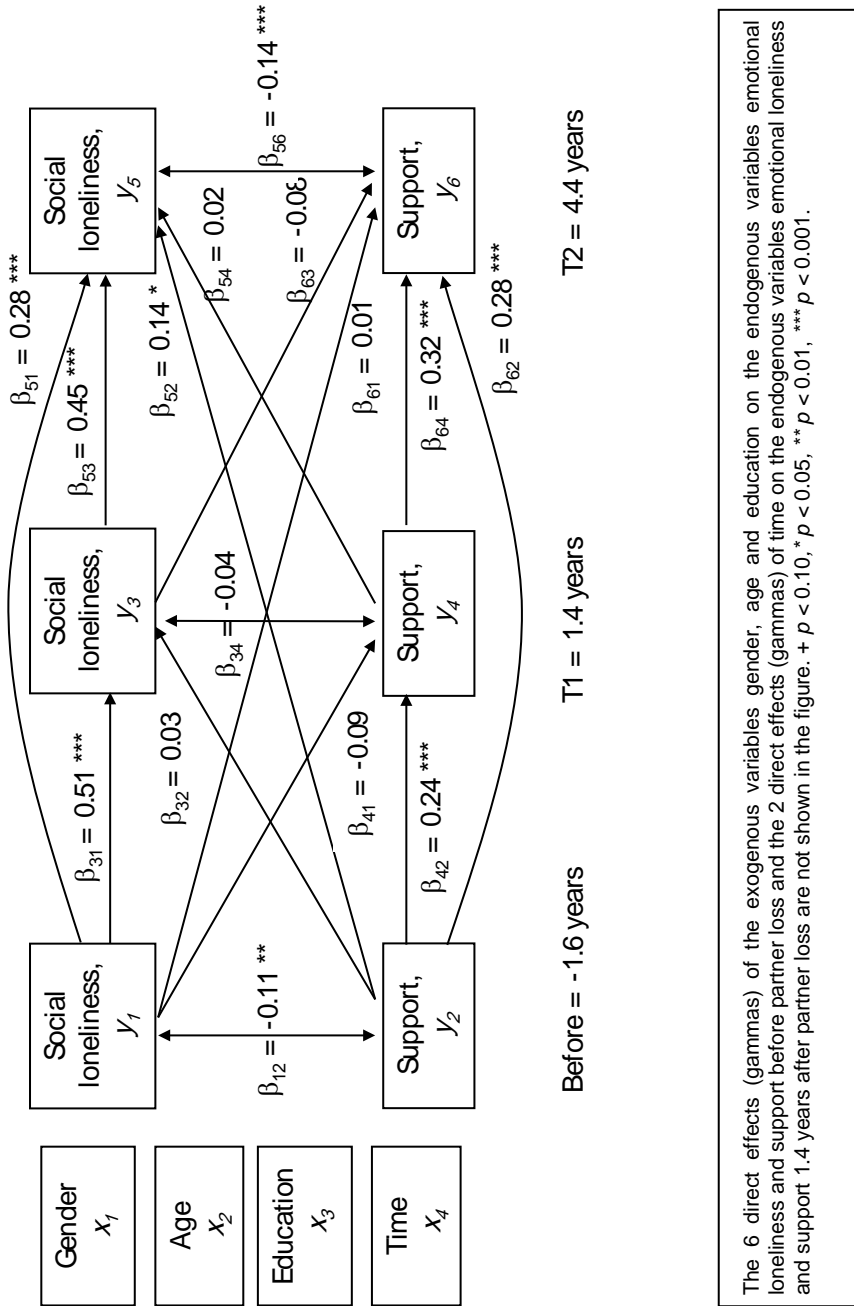 Gender
x1
Age
x2
Education
x3
Time
x4
Social
loneliness,
y1
β12 = -0.11 **
Support,
y2
Before = -1.6 years
β31 = 0.51 ***
β32 = 0.03
β41 = -0.09
β42 = 0.24 ***
Social
loneliness,
y3
β34 = -0.04
Support,
y4
T1 = 1.4 years
β51 = 0.28 ***
β53 = 0.45 ***
β52 = 0.14 *
β54 = 0.02
β63 = -0.08
β61 = 0.01
β64 = 0.32 ***
β62 = 0.28 ***
Social
loneliness,
y5
β56 = -0.14 ***
Support,
y6
T2 = 4.4 years
The 6 direct effects (gammas) of the exogenous variables gender, age and education on the endogenous variables emotional
loneliness and support before partner loss and the 2 direct effects (gammas) of time on the endogenous variables emotional loneliness
and support 1.4 years after partner loss are not shown in the figure. + p < 0.10, * p < 0.05, ** p < 0.01, *** p < 0.001.